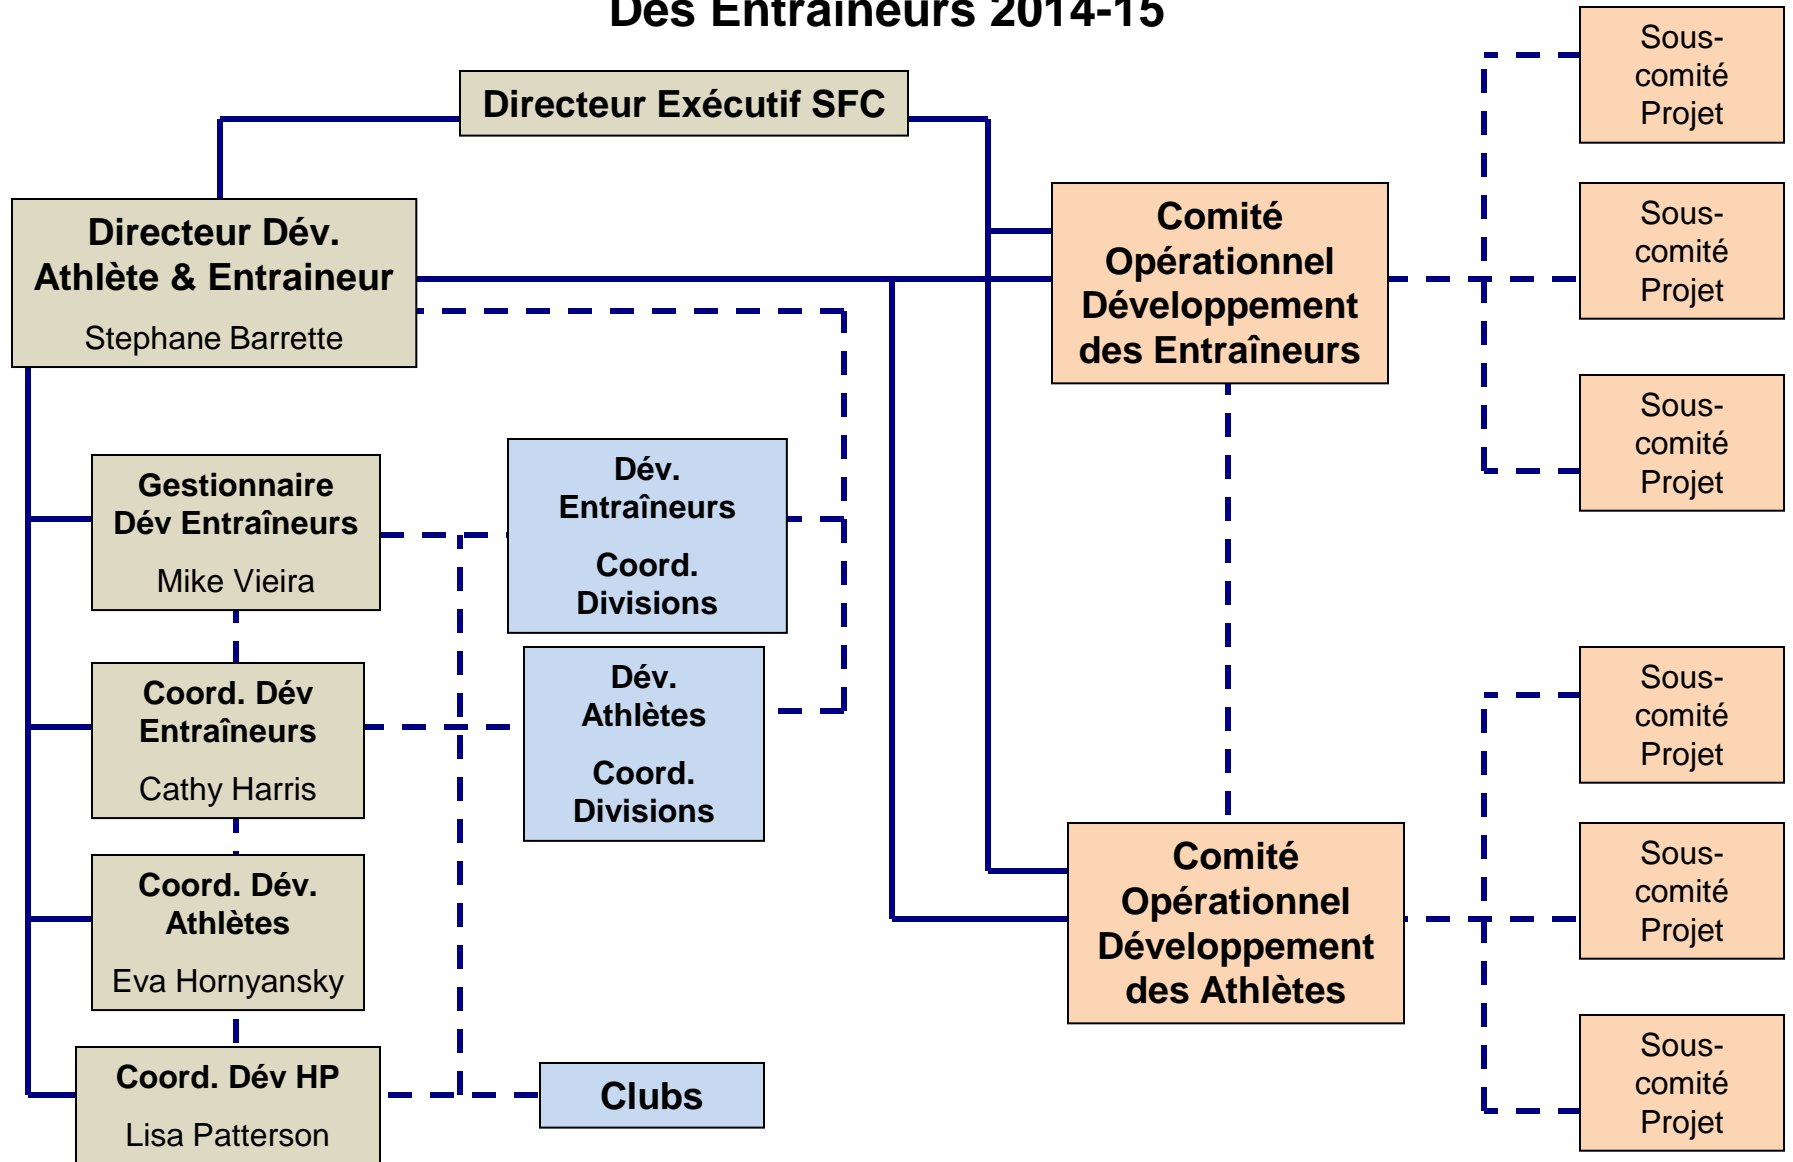 Des Entraîneurs 2014-15
Directeur Exécutif SFC
Directeur Dév.
Athlète & Entraineur
Stephane Barrette
Gestionnaire
Dév Entraîneurs
Mike Vieira
Coord. Dév
Entraîneurs
Cathy Harris
Coord. Dév.
Athlètes
Eva Hornyansky
Coord. Dév HP
Lisa Patterson
Dév.
Entraîneurs
Coord.
Divisions
Dév.
Athlètes
Coord.
Divisions
Clubs
Comité
Opérationnel
Développement
des Entraîneurs
Comité
Opérationnel
Développement
des Athlètes
Sous-
comité
Projet
Sous-
comité
Projet
Sous-
comité
Projet
Sous-
comité
Projet
Sous-
comité
Projet
Sous-
comité
Projet